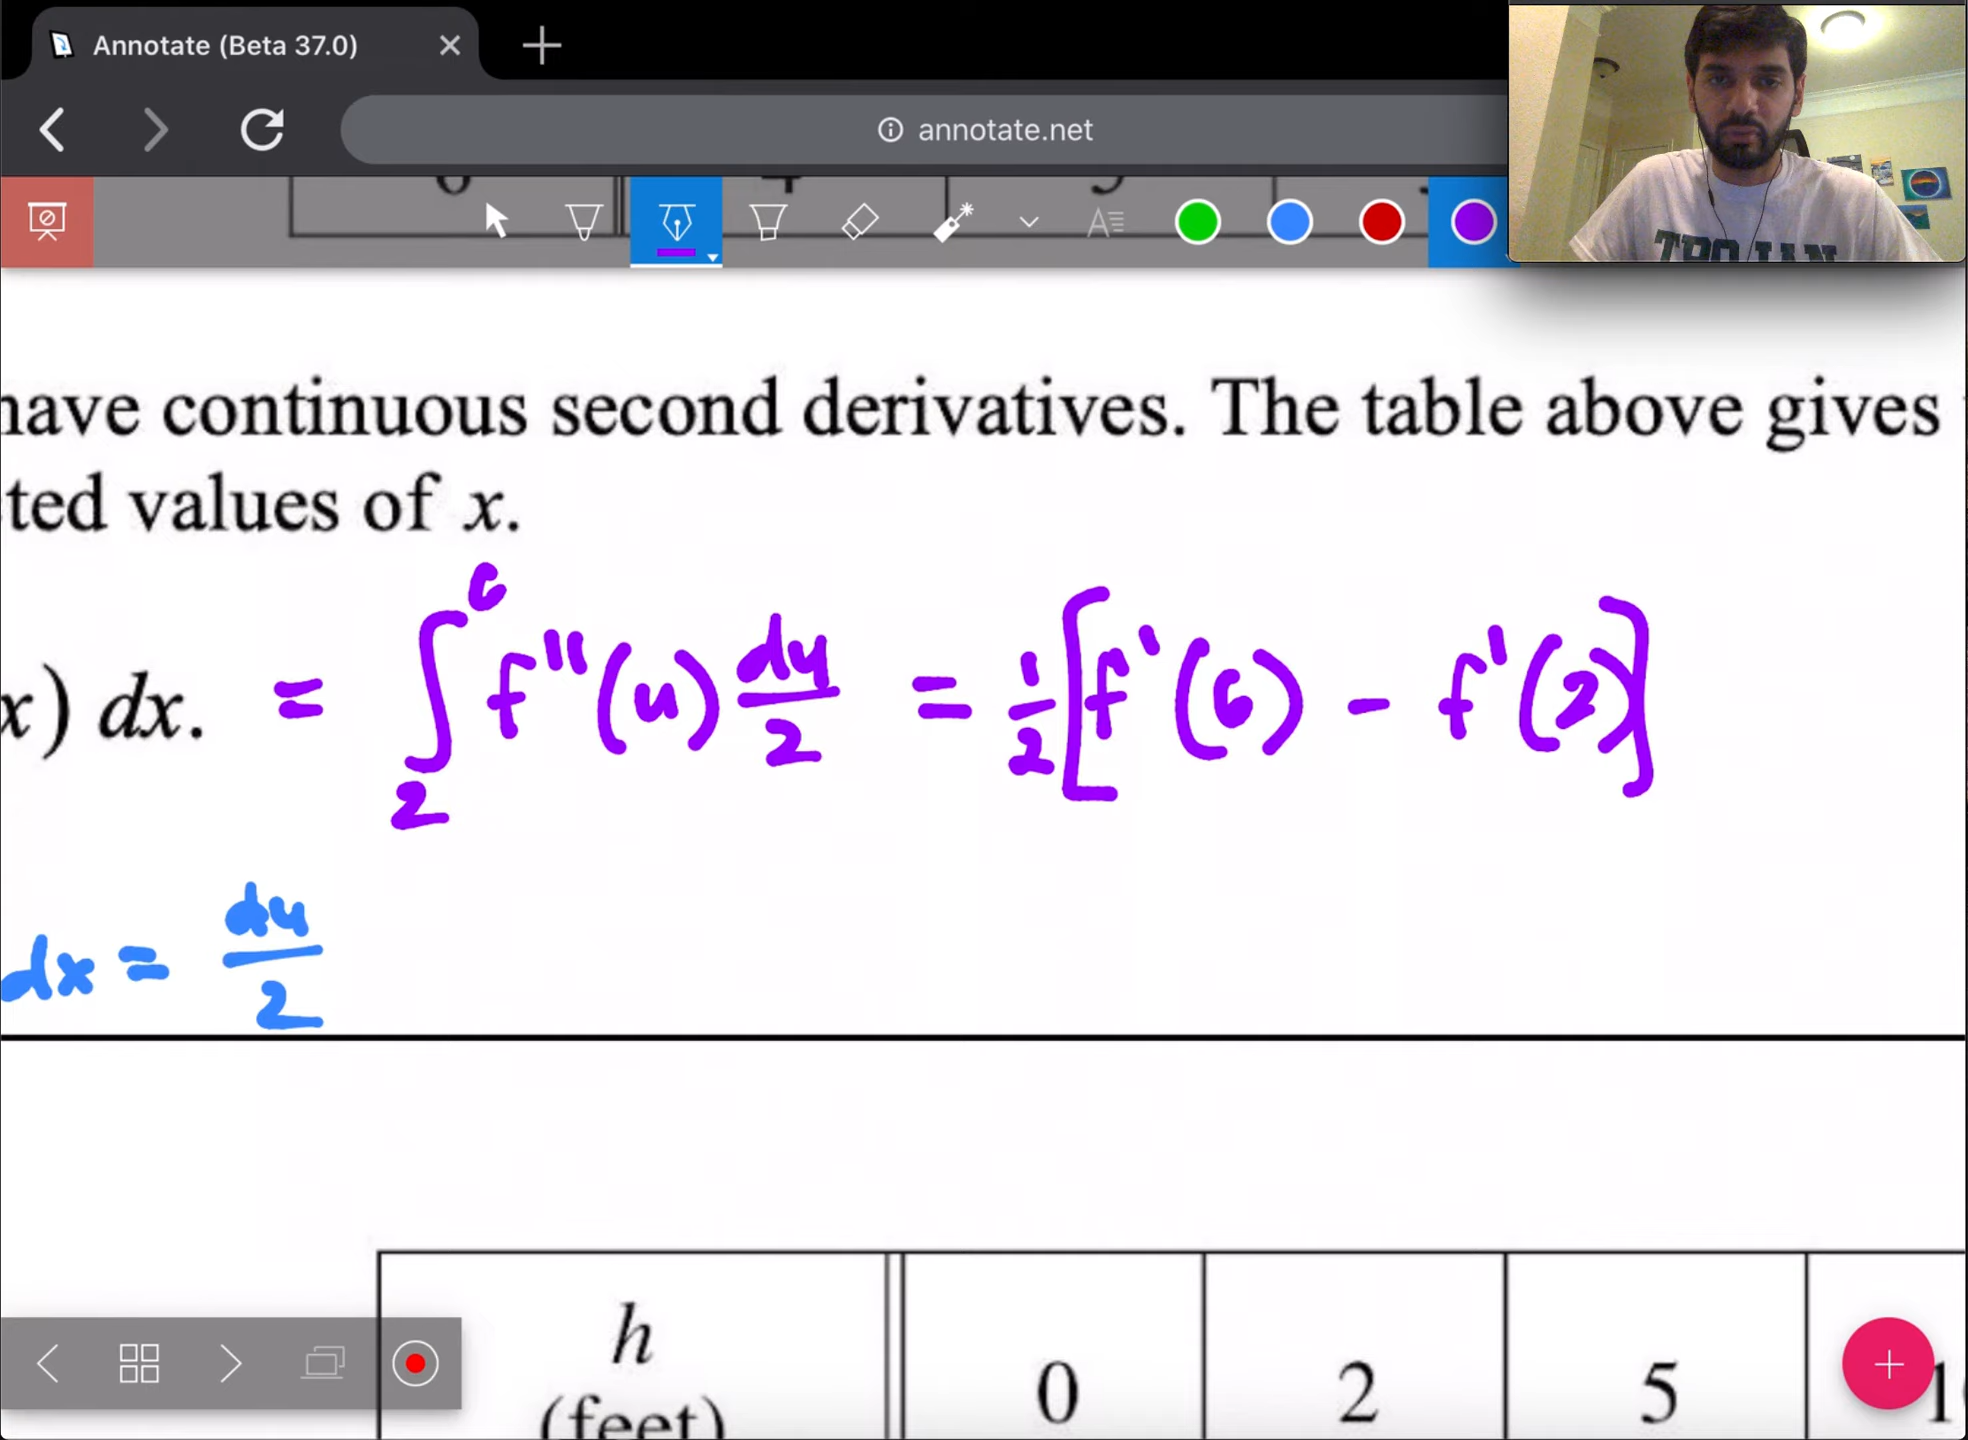 Annotate (Beta 37.0)
annotate.net
TROJAN
have continuous second derivatives. The table above gives
ted values of x.
x) dx. = ∫₂⁶ f''(u) du/2 = 1/2 [f'(6) - f'(2)]
dx = du/2
h
(feet)
0 2 5